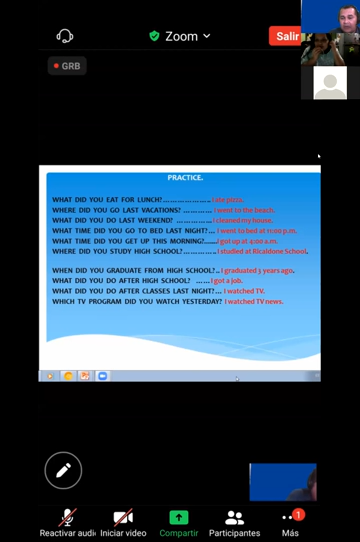 Zoom
Salir
GRB
PRACTICE.
WHAT DID YOU EAT FOR LUNCH?..................... I ate pizza.
WHERE DID YOU GO LAST VACATIONS? ............ I went to the beach.
WHAT DID YOU DO LAST WEEKEND? ............ I cleaned my house.
WHAT TIME DID YOU GO TO BED LAST NIGHT?... I went to bed at 11:00 p.m.
WHAT TIME DID YOU GET UP THIS MORNING?...... I got up at 4:00 a.m.
WHERE DID YOU STUDY HIGH SCHOOL?.............. I studied at Ricaldone School.
WHEN DID YOU GRADUATE FROM HIGH SCHOOL? .. I graduated 3 years ago.
WHAT DID YOU DO AFTER HIGH SCHOOL? ...... I got a job.
WHAT DID YOU DO AFTER CLASSES LAST NIGHT?... I watched TV.
WHICH TV PROGRAM DID YOU WATCH YESTERDAY? I watched TV news.
1
Reactivar audi Iniciar video Compartir Participantes Más